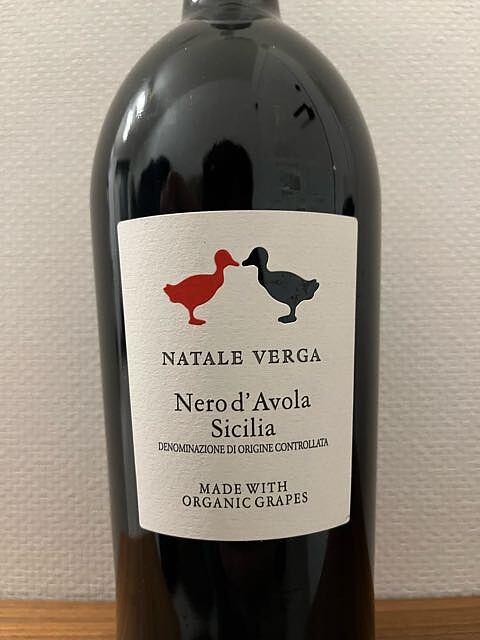 NATALE VERGA
Nero d'Avola
Sicilia
DENOMINAZIONE DI ORIGINE CONTROLLATA
MADE WITH
ORGANIC GRAPES